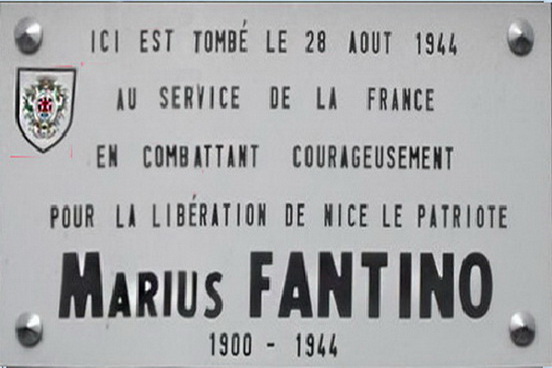 ICI EST TOMBÉ LE 28 AOUT 1944
AU SERVICE DE LA FRANCE
EN COMBATTANT COURAGEUSEMENT
POUR LA LIBÉRATION DE NICE LE PATRIOTE
MARIUS FANTINO
1900 - 1944